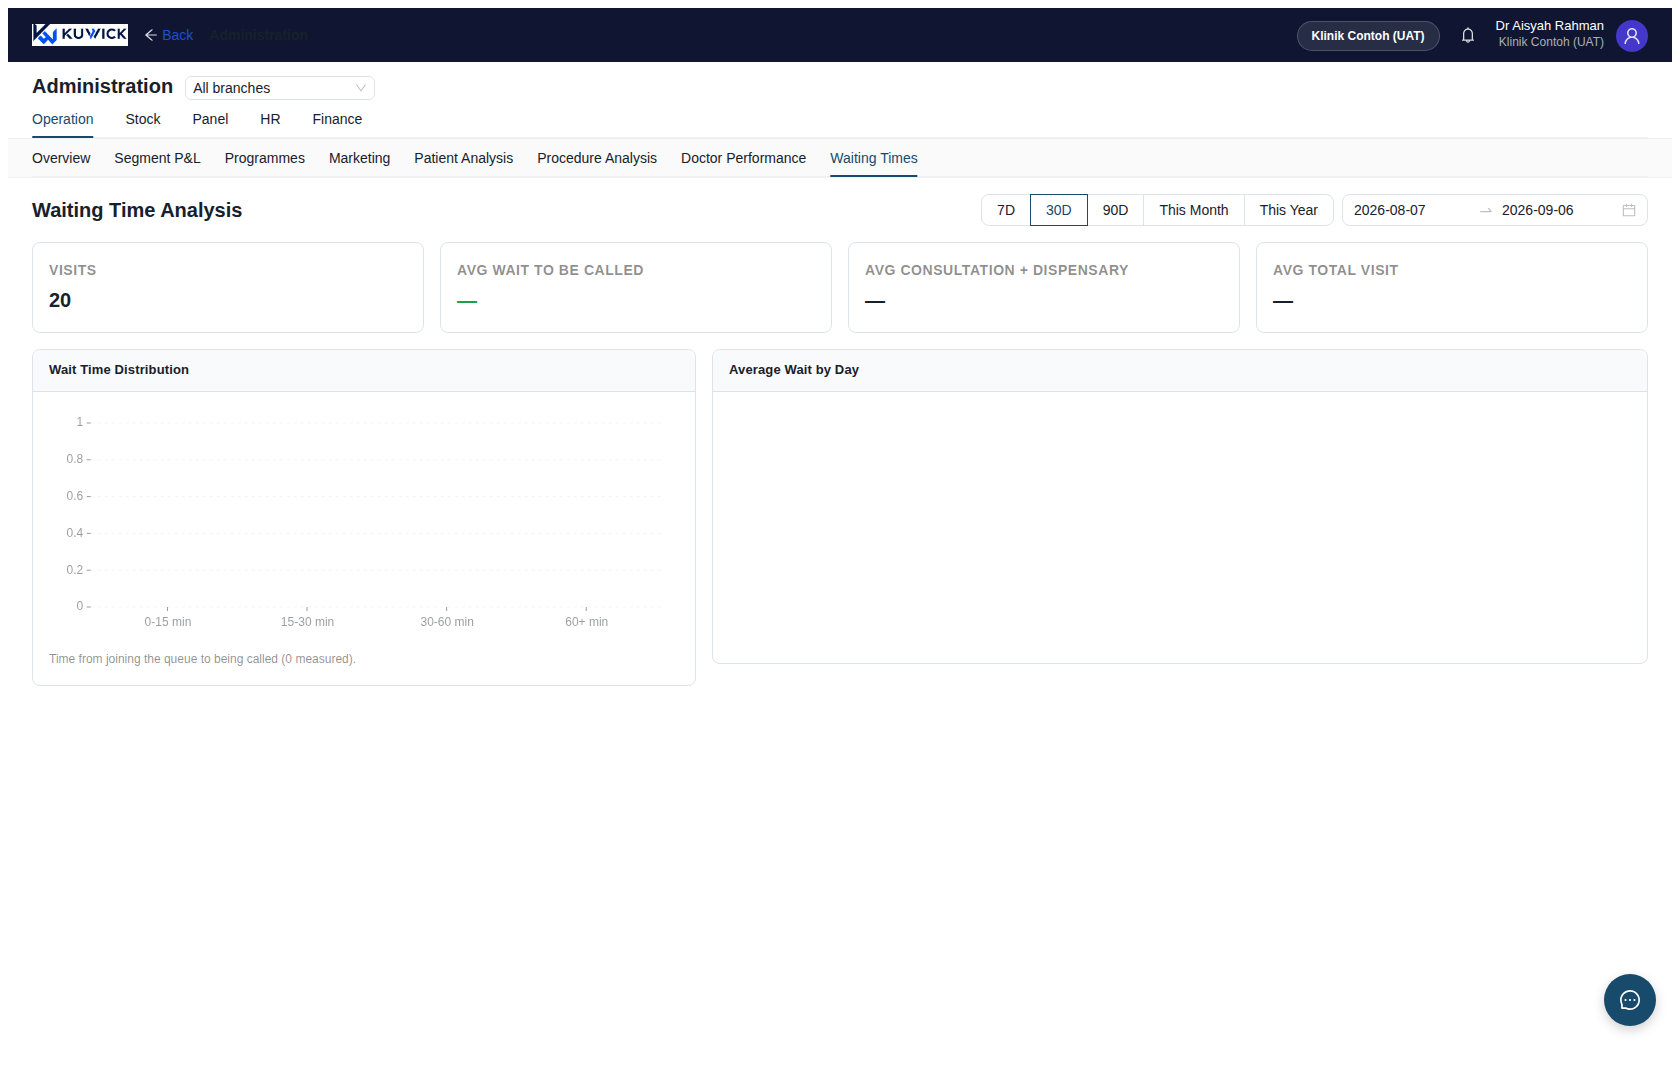 KUWICK
Back
Administration
Klinik Contoh (UAT)
Dr Aisyah Rahman
Klinik Contoh (UAT)
Administration
All branches
Operation
Stock
Panel
HR
Finance
Overview
Segment P&L
Programmes
Marketing
Patient Analysis
Procedure Analysis
Doctor Performance
Waiting Times
Waiting Time Analysis
7D
30D
90D
This Month
This Year
2026-08-07
2026-09-06
VISITS
20
AVG WAIT TO BE CALLED
—
AVG CONSULTATION + DISPENSARY
—
AVG TOTAL VISIT
—
Wait Time Distribution
1
0.8
0.6
0.4
0.2
0
0-15 min
15-30 min
30-60 min
60+ min
Time from joining the queue to being called (0 measured).
Average Wait by Day